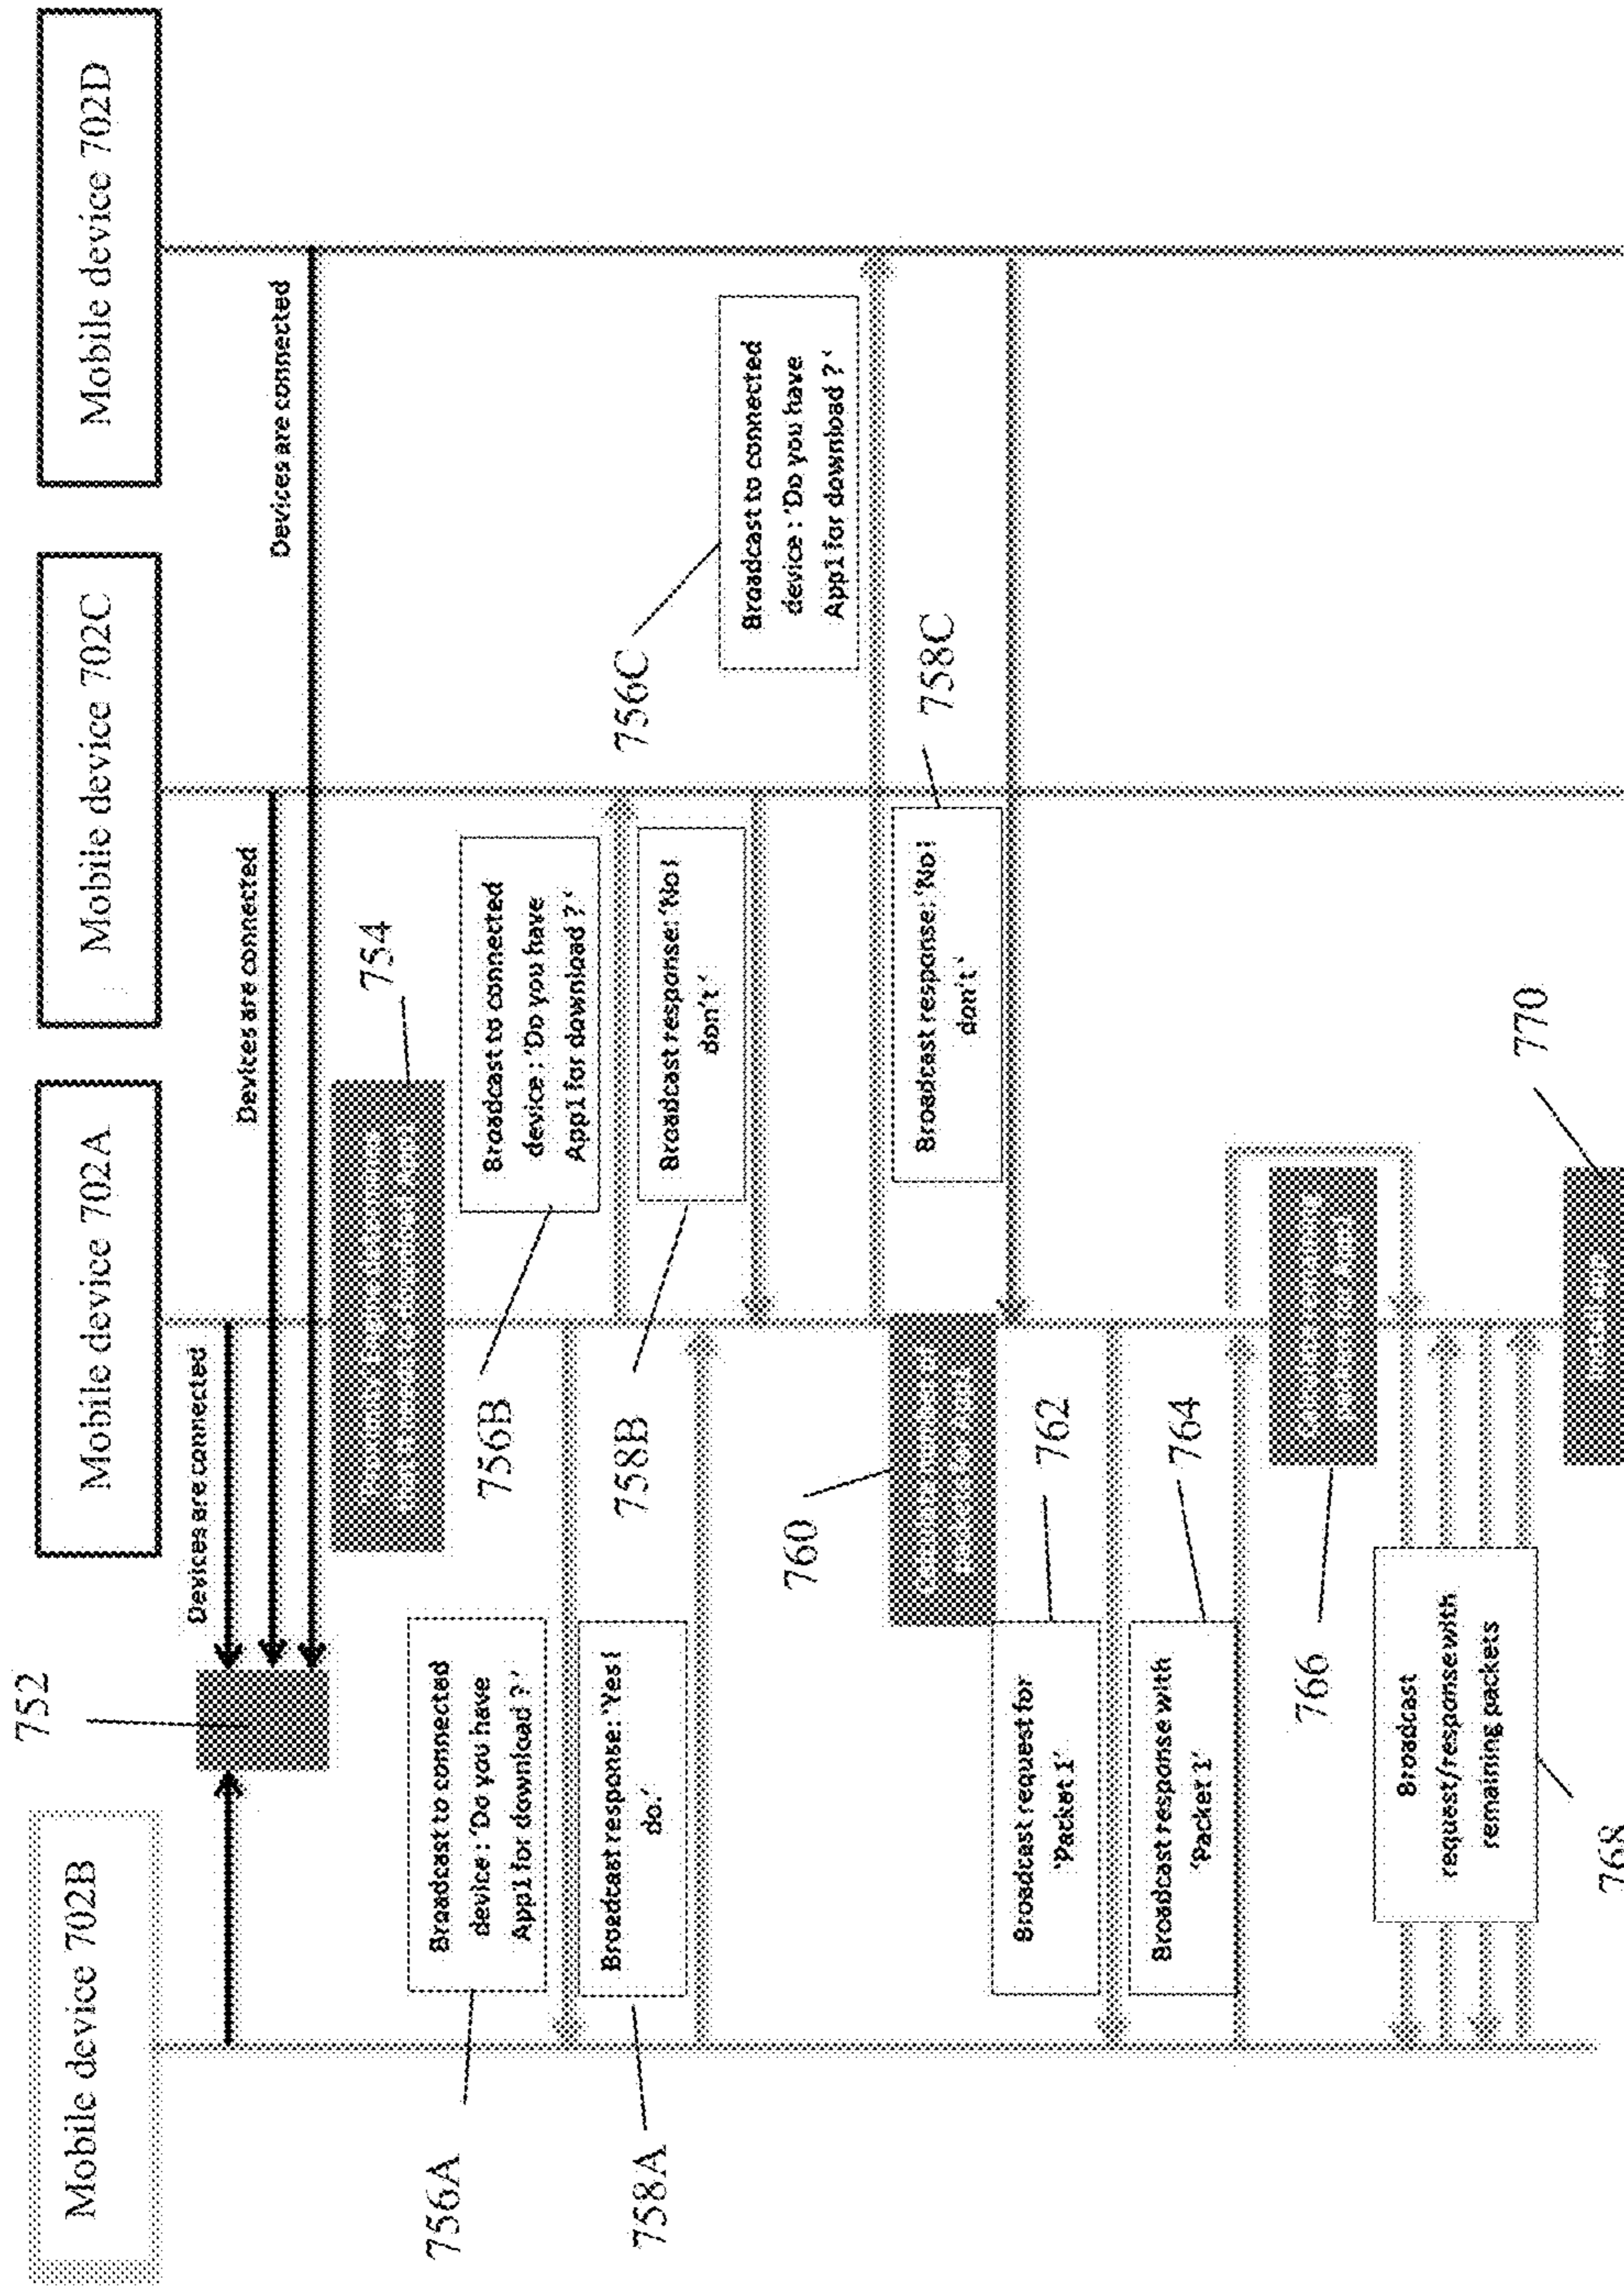 Mobile device 702B
Mobile device 702A
Mobile device 702C
Mobile device 702D
752
Devices are connected
Devices are connected
Devices are connected
754
756A
Broadcast to connected
device : 'Do you have
App1 for download ?'
756B
Broadcast to connected
device : 'Do you have
App1 for download ?'
758A
Broadcast response: 'Yes I
do.'
758B
Broadcast response: 'No I
don't'
756C
Broadcast to connected
device : 'Do you have
App1 for download ?'
760
758C
Broadcast response: 'No I
don't'
762
Broadcast request for
'Packet 1'
764
Broadcast response with
'Packet 1'
766
Broadcast
request/response with
remaining packets
768
770